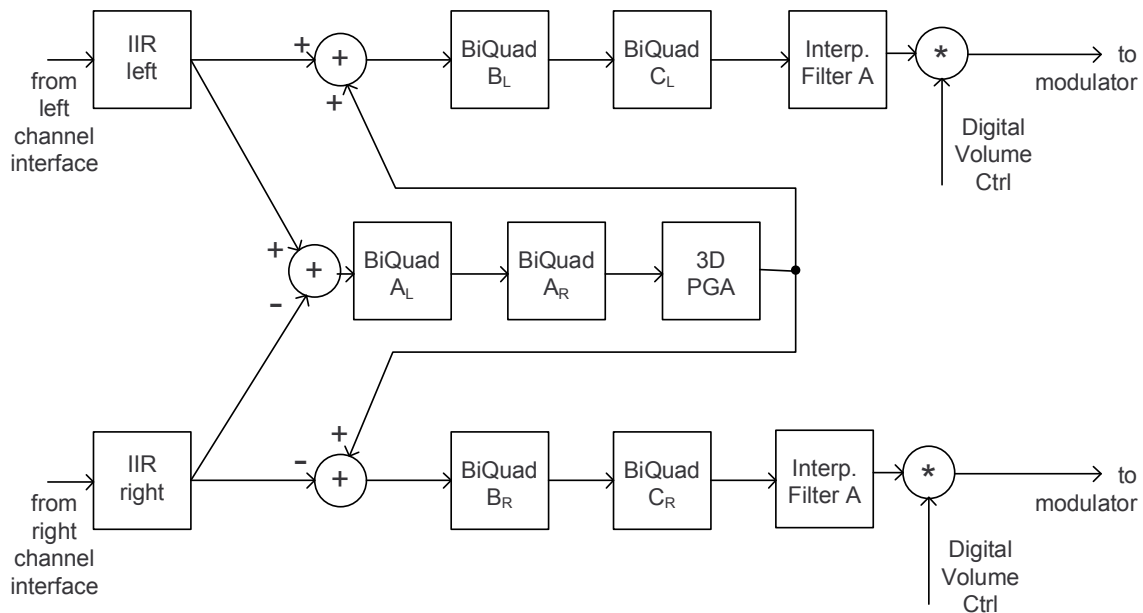 IIR
left
from
left
channel
interface
+
+
+
BiQuad
BL
BiQuad
CL
Interp.
Filter A
*
to
modulator
Digital
Volume
Ctrl
+
-
+
BiQuad
AL
BiQuad
AR
3D
PGA
IIR
right
from
right
channel
interface
+
-
+
BiQuad
BR
BiQuad
CR
Interp.
Filter A
*
to
modulator
Digital
Volume
Ctrl